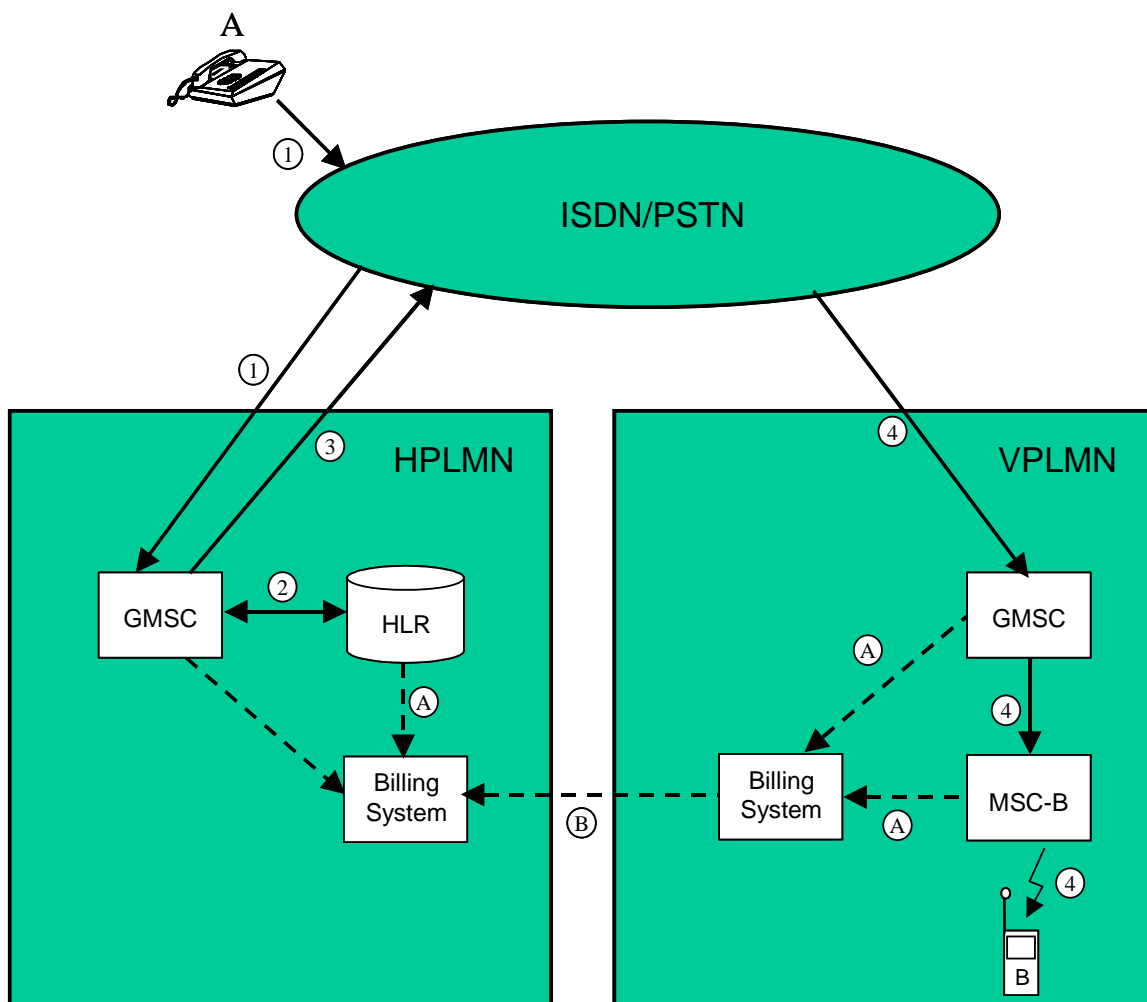 A
1
ISDN/PSTN
1
3
4
HPLMN
VPLMN
GMSC
2
HLR
GMSC
A
A
4
Billing
System
Billing
System
MSC-B
B
A
4
B